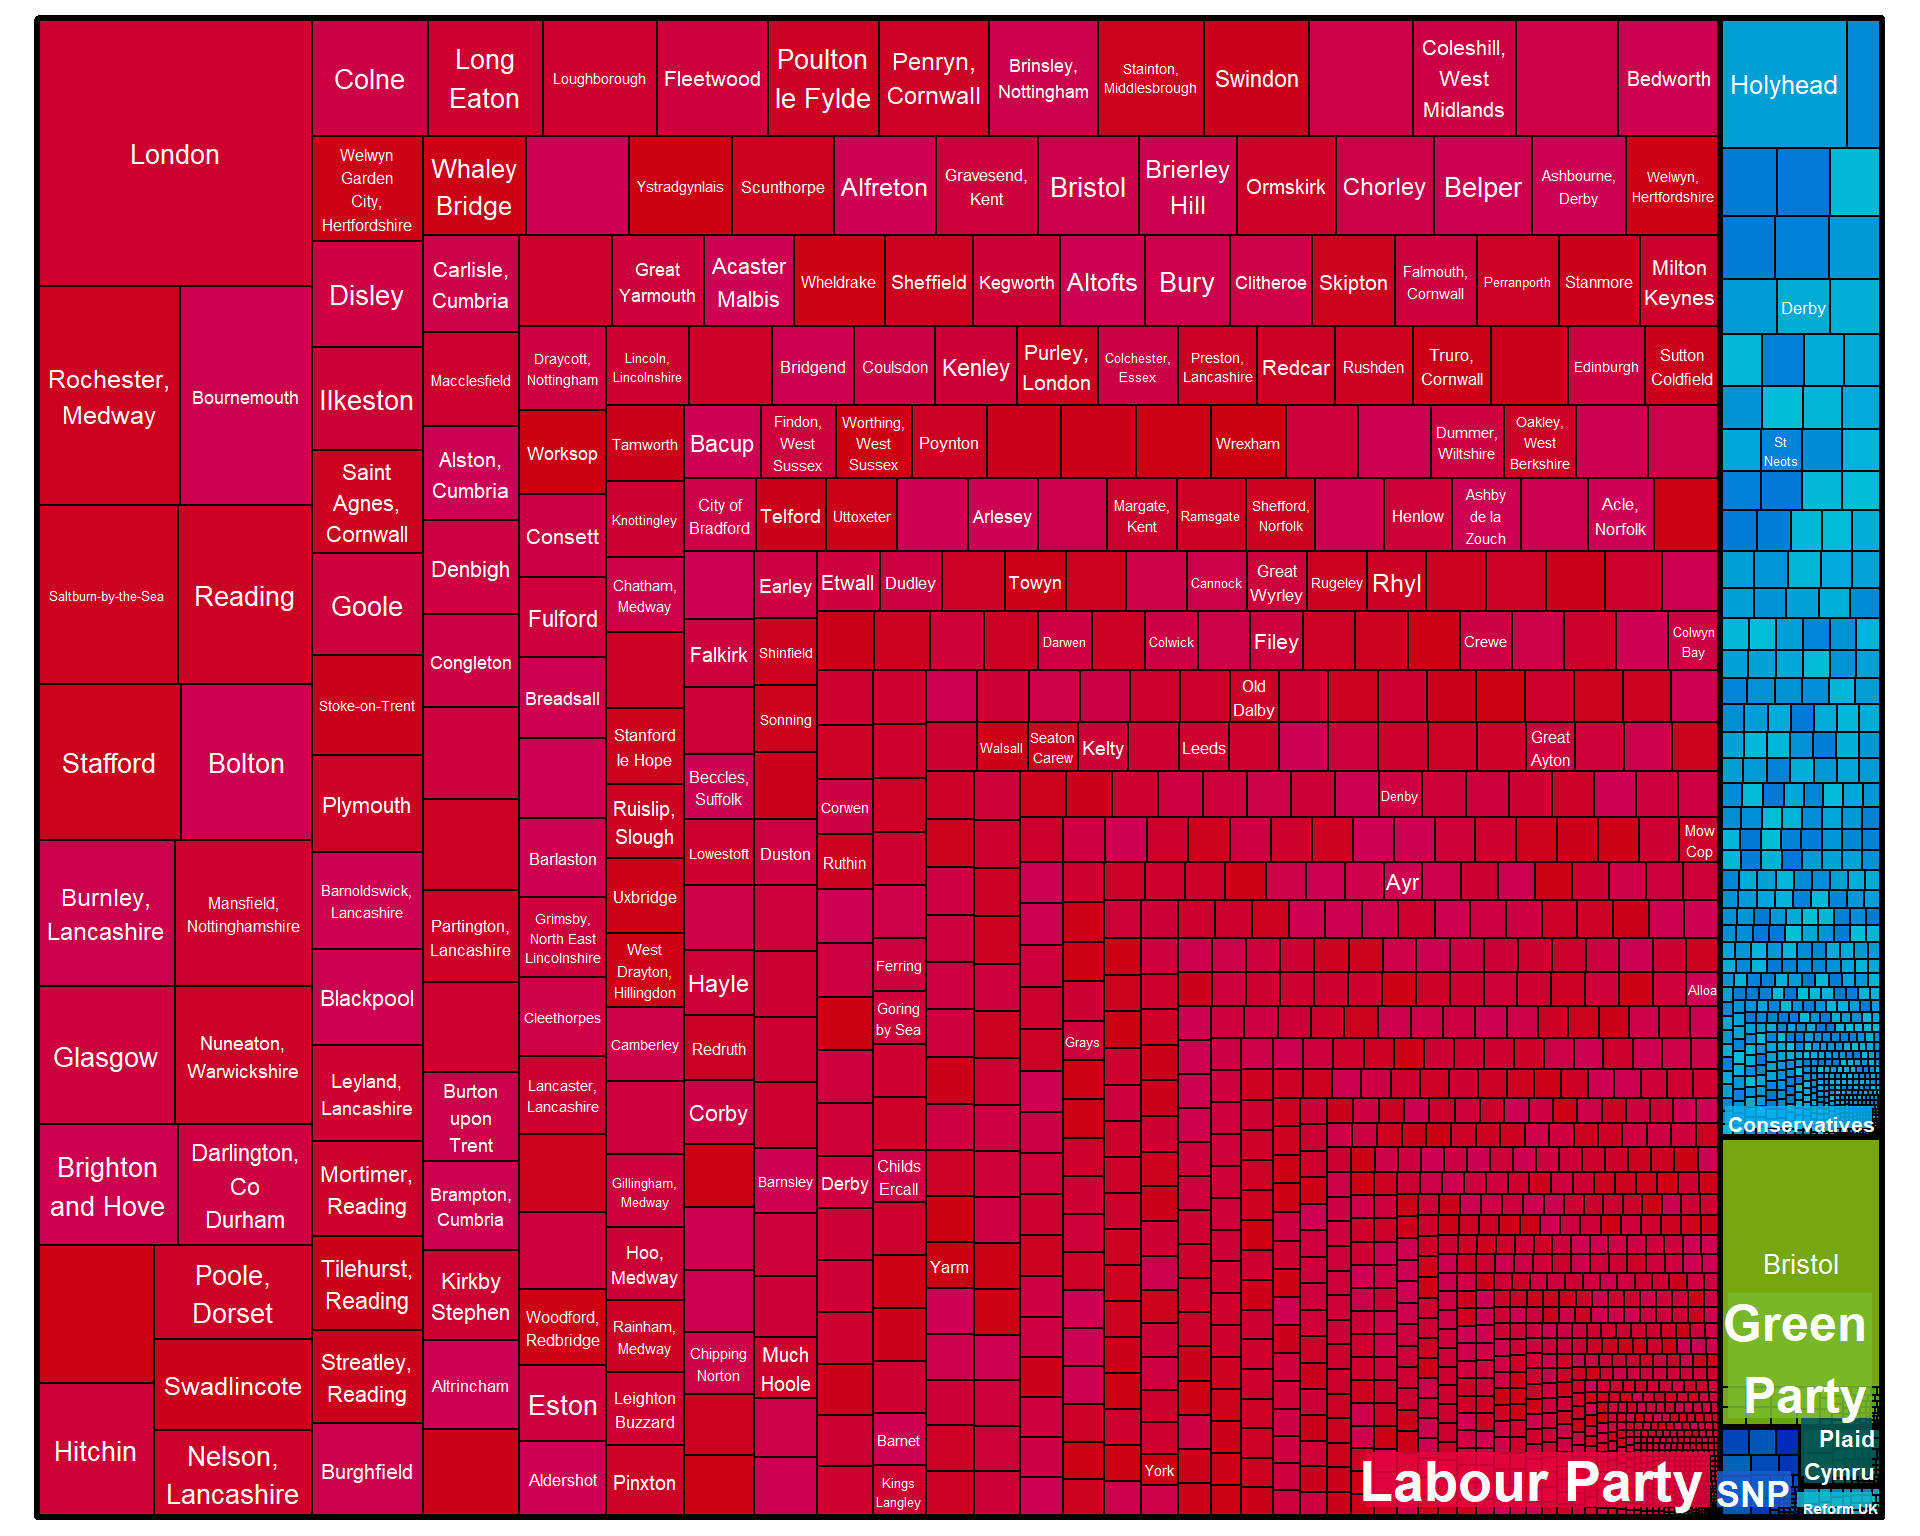 London
Rochester,
Medway
Bournemouth
Saltburn-by-the-Sea
Reading
Stafford
Bolton
Burnley,
Lancashire
Mansfield,
Nottinghamshire
Glasgow
Nuneaton,
Warwickshire
Brighton
and Hove
Darlington,
Co
Durham
Poole,
Dorset
Swadlincote
Hitchin
Nelson,
Lancashire
Colne
Long
Eaton
Loughborough
Fleetwood
Poulton
le Fylde
Penryn,
Cornwall
Brinsley,
Nottingham
Stainton,
Middlesbrough
Swindon
Coleshill,
West
Midlands
Bedworth
Welwyn
Garden
City,
Hertfordshire
Disley
Ilkeston
Saint
Agnes,
Cornwall
Goole
Stoke-on-Trent
Plymouth
Barnoldswick,
Lancashire
Blackpool
Leyland,
Lancashire
Mortimer,
Reading
Tilehurst,
Reading
Streatley,
Reading
Burghfield
Whaley
Bridge
Ystradgynlais
Scunthorpe
Alfreton
Gravesend,
Kent
Bristol
Brierley
Hill
Ormskirk
Chorley
Belper
Ashbourne,
Derby
Welwyn,
Hertfordshire
Carlisle,
Cumbria
Macclesfield
Alston,
Cumbria
Denbigh
Congleton
Partington,
Lancashire
Burton
upon
Trent
Brampton,
Cumbria
Kirkby
Stephen
Altrincham
Great
Yarmouth
Acaster
Malbis
Wheldrake
Sheffield
Kegworth
Altofts
Bury
Clitheroe
Skipton
Falmouth,
Cornwall
Perranporth
Stanmore
Milton
Keynes
Draycott,
Nottingham
Worksop
Consett
Fulford
Breadsall
Barlaston
Grimsby,
North East
Lincolnshire
Cleethorpes
Lancaster,
Lancashire
Woodford,
Redbridge
Eston
Aldershot
Lincoln,
Lincolnshire
Bridgend
Coulsdon
Kenley
Purley,
London
Colchester,
Essex
Preston,
Lancashire
Redcar
Rushden
Truro,
Cornwall
Edinburgh
Sutton
Coldfield
Tamworth
Knottingley
Chatham,
Medway
Stanford
le Hope
Ruislip,
Slough
Uxbridge
West
Drayton,
Hillingdon
Camberley
Gillingham,
Medway
Hoo,
Medway
Rainham,
Medway
Leighton
Buzzard
Pinxton
Bacup
Findon,
West
Sussex
Worthing,
West
Sussex
Poynton
Wrexham
Dummer,
Wiltshire
Oakley,
West
Berkshire
City of
Bradford
Telford
Uttoxeter
Arlesey
Margate,
Kent
Ramsgate
Shefford,
Norfolk
Henlow
Ashby
de la
Zouch
Acle,
Norfolk
Falkirk
Beccles,
Suffolk
Lowestoft
Hayle
Redruth
Corby
Chipping
Norton
Earley
Shinfield
Sonning
Duston
Barnsley
Much
Hoole
Etwall
Dudley
Towyn
Cannock
Great
Wyrley
Rugeley
Rhyl
Darwen
Colwick
Filey
Crewe
Colwyn
Bay
Corwen
Ruthin
Derby
Ferring
Goring
by Sea
Childs
Ercall
Barnet
Kings
Langley
Old
Dalby
Walsall
Seaton
Carew
Kelty
Leeds
Great
Ayton
Denby
Mow
Cop
Ayr
Alloa
Grays
Yarm
York
Labour Party
Holyhead
Derby
St
Neots
Conservatives
Bristol
Green
Party
SNP
Plaid
Cymru
Reform UK